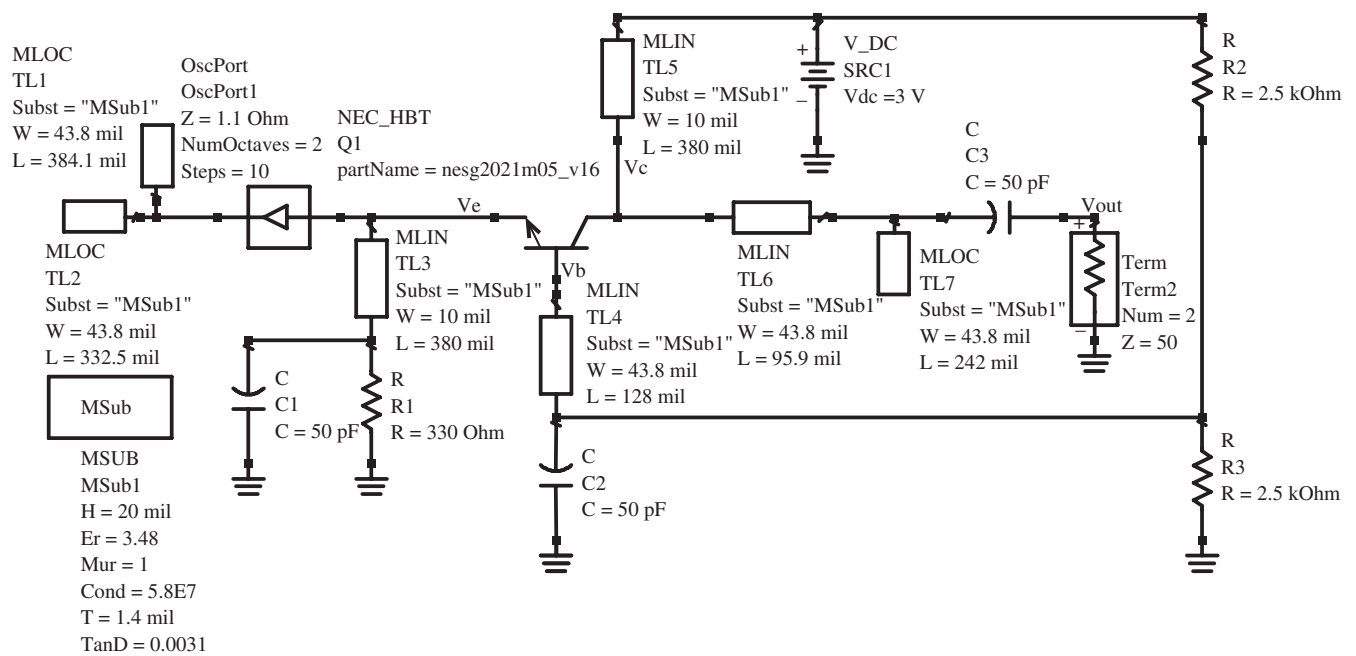 MLOC
TL1
Subst = "MSub1"
W = 43.8 mil
L = 384.1 mil
OscPort
OscPort1
Z = 1.1 Ohm
NumOctaves = 2
Steps = 10
NEC_HBT
Q1
partName = nesg2021m05_v16
MLIN
TL5
Subst = "MSub1"
W = 10 mil
L = 380 mil
+
V_DC
SRC1
Vdc =3 V
–
R
R2
R = 2.5 kOhm
C
C3
C = 50 pF
Vc
Ve
Vb
Vout
MLOC
TL2
Subst = "MSub1"
W = 43.8 mil
L = 332.5 mil
MLIN
TL3
Subst = "MSub1"
W = 10 mil
L = 380 mil
MLIN
TL4
Subst = "MSub1"
W = 43.8 mil
L = 128 mil
MLIN
TL6
Subst = "MSub1"
W = 43.8 mil
L = 95.9 mil
MLOC
TL7
Subst = "MSub1"
W = 43.8 mil
L = 242 mil
+
Term
Term2
Num = 2
Z = 50
–
C
C1
C = 50 pF
R
R1
R = 330 Ohm
C
C2
C = 50 pF
R
R3
R = 2.5 kOhm
MSub
MSUB
MSub1
H = 20 mil
Er = 3.48
Mur = 1
Cond = 5.8E7
T = 1.4 mil
TanD = 0.0031